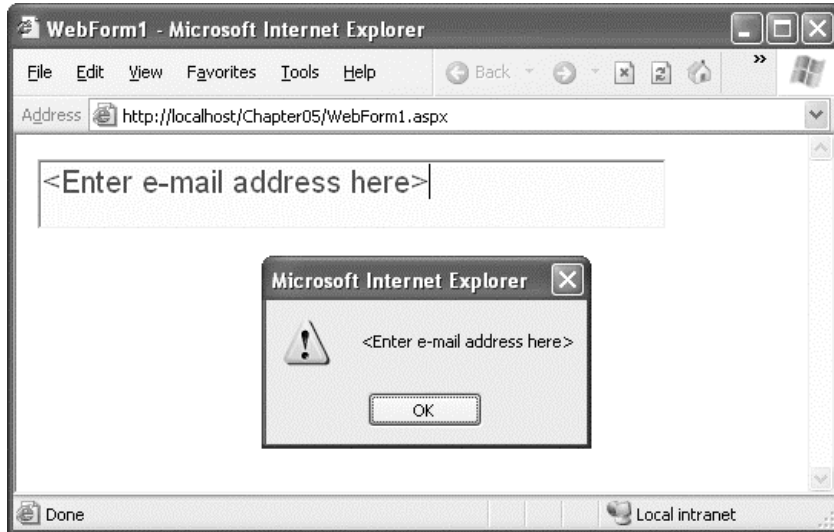 WebForm1 - Microsoft Internet Explorer
File Edit View Favorites Tools Help Back »
Address http://localhost/Chapter05/WebForm1.aspx
<Enter e-mail address here>
Microsoft Internet Explorer
<Enter e-mail address here>
OK
Done Local intranet